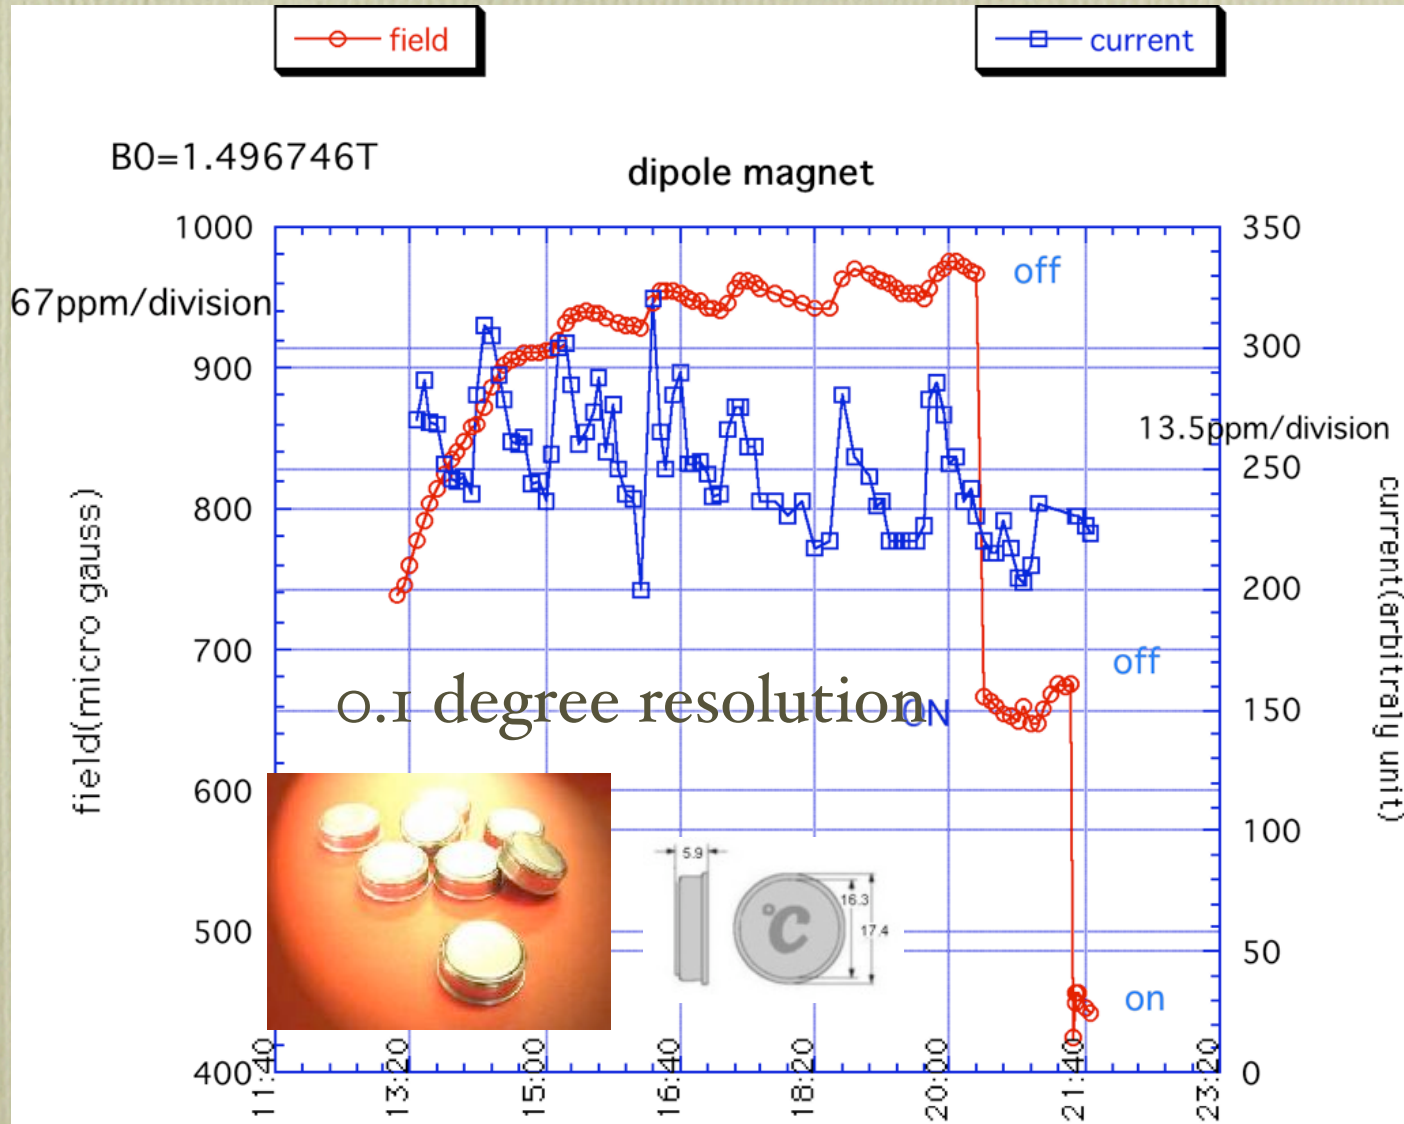 field
current
B0=1.496746T
dipole magnet
1000
350
off
67ppm/division
300
900
13.5ppm/division
250
800
200
700
off
0.1 degree resolution
ON
150
field(micro gauss)
current(arbitraly unit)
600
100
5.9
16.3
°C
17.4
500
50
on
400
0
11:40
13:20
15:00
16:40
18:20
20:00
21:40
23:20